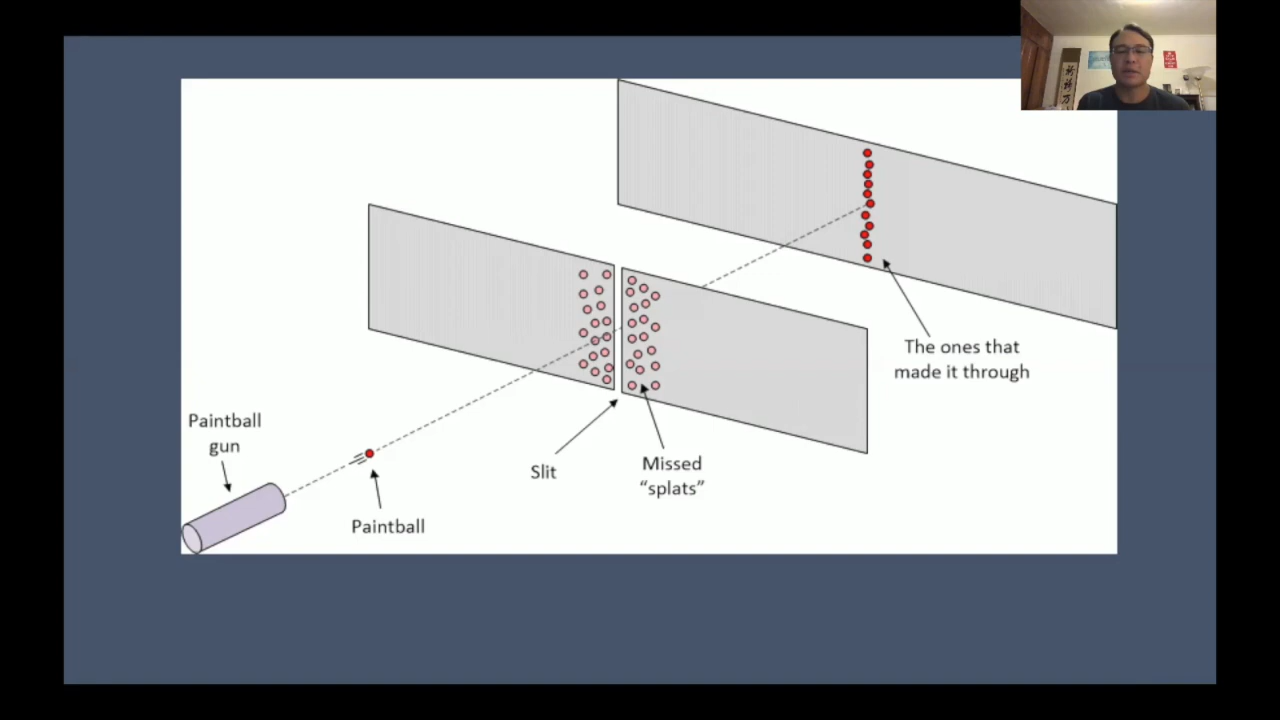 The ones that
made it through
Paintball
gun
Slit
Missed
“splats”
Paintball